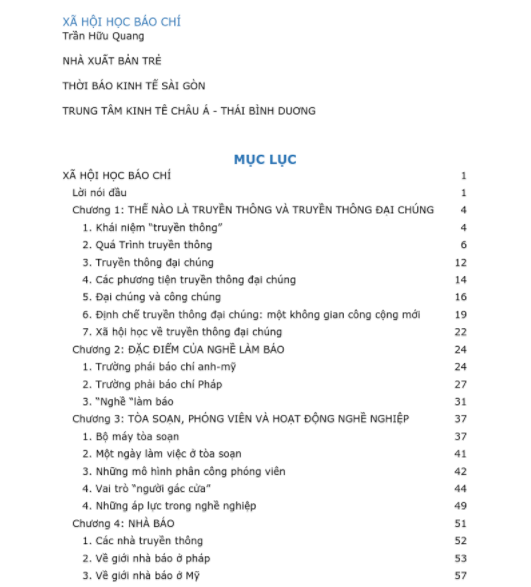 XÃ HỘI HỌC BÁO CHÍ
Trần Hữu Quang
NHÀ XUẤT BẢN TRẺ
THỜI BÁO KINH TẾ SÀI GÒN
TRUNG TÂM KINH TÊ CHÂU Á - THÁI BÌNH DUƠNG
MỤC LỤC
XÃ HỘI HỌC BÁO CHÍ 1
Lời nói đầu 1
Chương 1: THẾ NÀO LÀ TRUYỀN THÔNG VÀ TRUYỀN THÔNG ĐẠI CHÚNG 4
1. Khái niệm "truyền thông" 4
2. Quá Trình truyền thông 6
3. Truyền thông đại chúng 12
4. Các phương tiện truyền thông đại chúng 14
5. Đại chúng và công chúng 16
6. Định chế truyền thông đại chúng: một không gian công cộng mới 19
7. Xã hội học về truyền thông đại chúng 22
Chương 2: ĐẶC ĐIỂM CỦA NGHỀ LÀM BÁO 24
1. Trường phái báo chí anh-mỹ 24
2. Trường phái báo chí Pháp 27
3. "Nghề "làm báo 31
Chương 3: TÒA SOẠN, PHÓNG VIÊN VÀ HOẠT ĐỘNG NGHỀ NGHIỆP 37
1. Bộ máy tòa soạn 37
2. Một ngày làm việc ở tòa soạn 41
3. Những mô hình phân công phóng viên 42
4. Vai trò "người gác cửa" 44
4. Những áp lực trong nghề nghiệp 49
Chương 4: NHÀ BÁO 51
1. Các nhà truyền thông 52
2. Về giới nhà báo ở pháp 53
3. Về giới nhà báo ở Mỹ 57